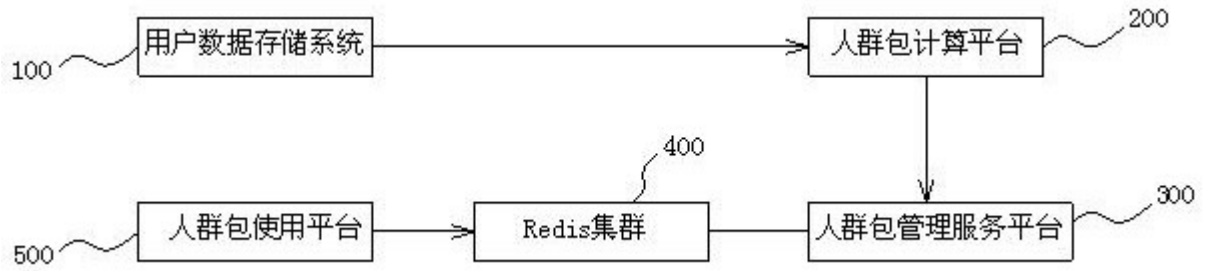 用户数据存储系统
人群包计算平台
200
100
400
人群包使用平台
Redis集群
人群包管理服务平台
300
500